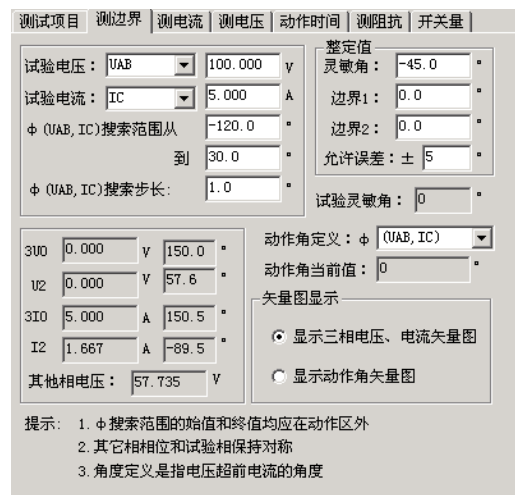 测试项目 测边界 测电流 测电压 动作时间 测阻抗 开关量
试验电压： UAB 100.000 V
试验电流： IC 5.000 A
φ(UAB,IC)搜索范围从 -120.0 °
到 30.0 °
φ(UAB,IC)搜索步长: 1.0 °
整定值
灵敏角： -45.0 °
边界1： 0.0 °
边界2： 0.0 °
允许误差：± 5 °
试验灵敏角： 0 °
3U0 0.000 V 150.0 °
U2 0.000 V 57.6 °
3I0 5.000 A 150.5 °
I2 1.667 A -89.5 °
其他相电压： 57.735 V
动作角定义：φ (UAB,IC)
动作角当前值： 0 °
矢量图显示
显示三相电压、电流矢量图
显示动作角矢量图
提示: 1.φ搜索范围的始值和终值均应在动作区外
2.其它相相位和试验相保持对称
3.角度定义是指电压超前电流的角度